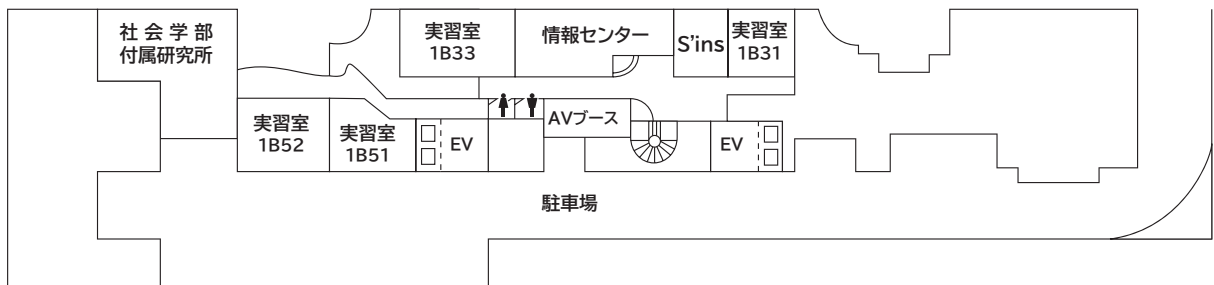 社会学部
付属研究所
実習室
1B33
情報センター
S'ins
実習室
1B31
実習室
1B52
実習室
1B51
EV
AVブース
EV
駐車場